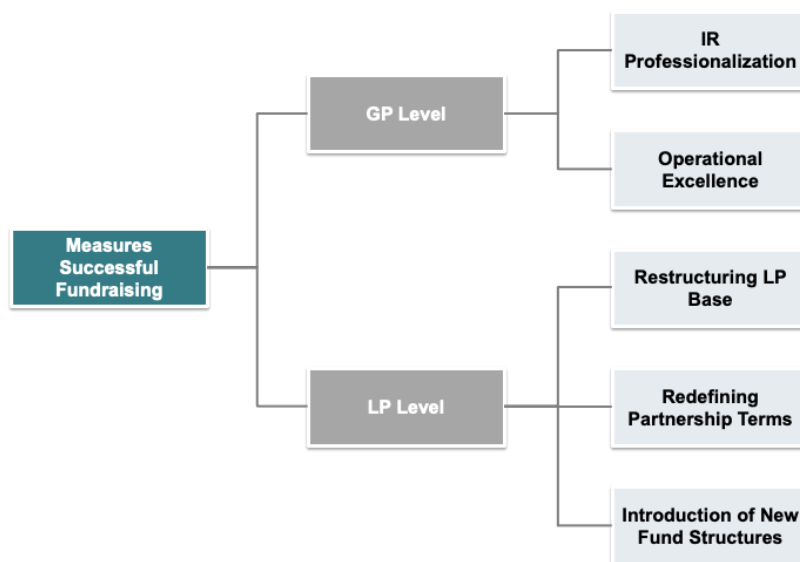 IR
Professionalization
GP Level
Operational
Excellence
Measures
Successful
Fundraising
Restructuring LP
Base
LP Level
Redefining
Partnership Terms
Introduction of New
Fund Structures